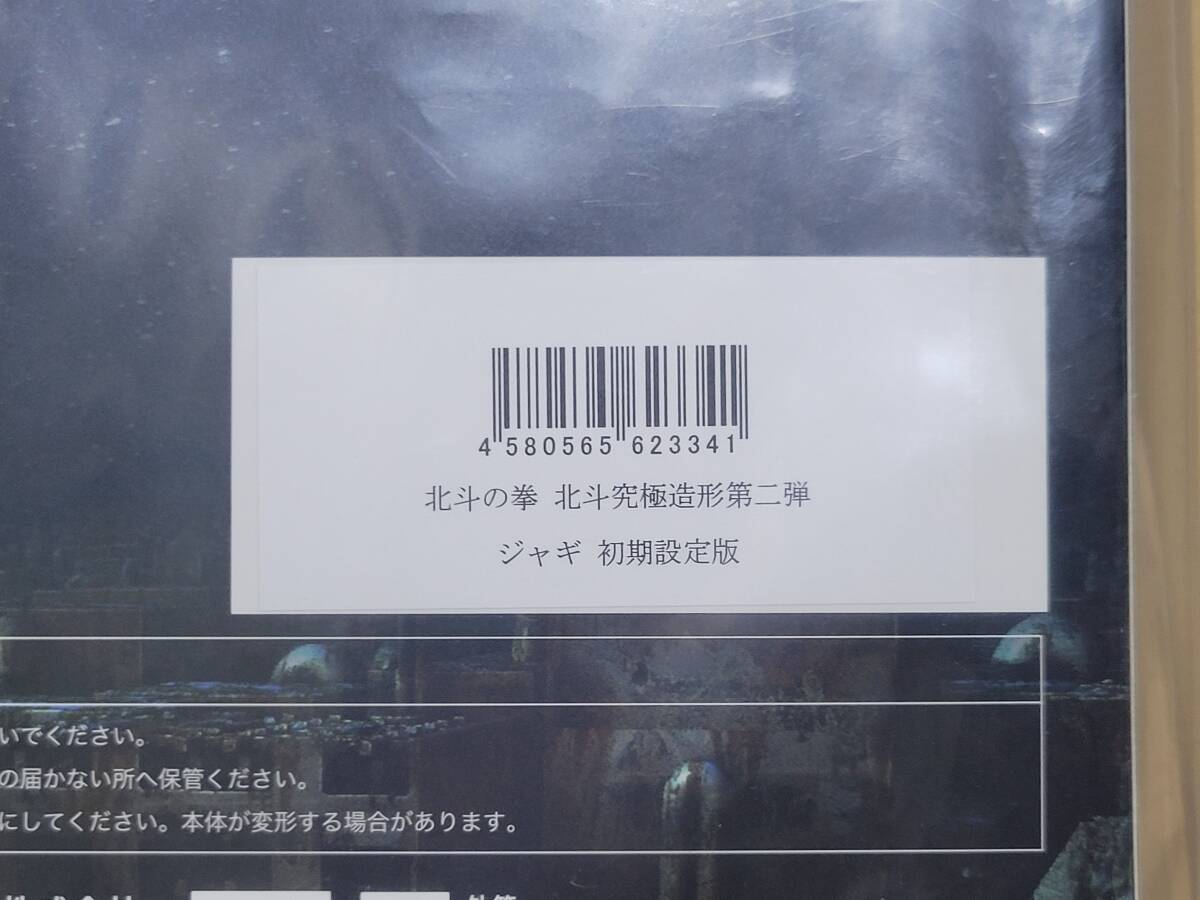 4 580565 623341
北斗の拳 北斗究極造形第二弾
ジャギ 初期設定版
いでください。
の届かない所へ保管ください。
にしてください。本体が変形する場合があります。